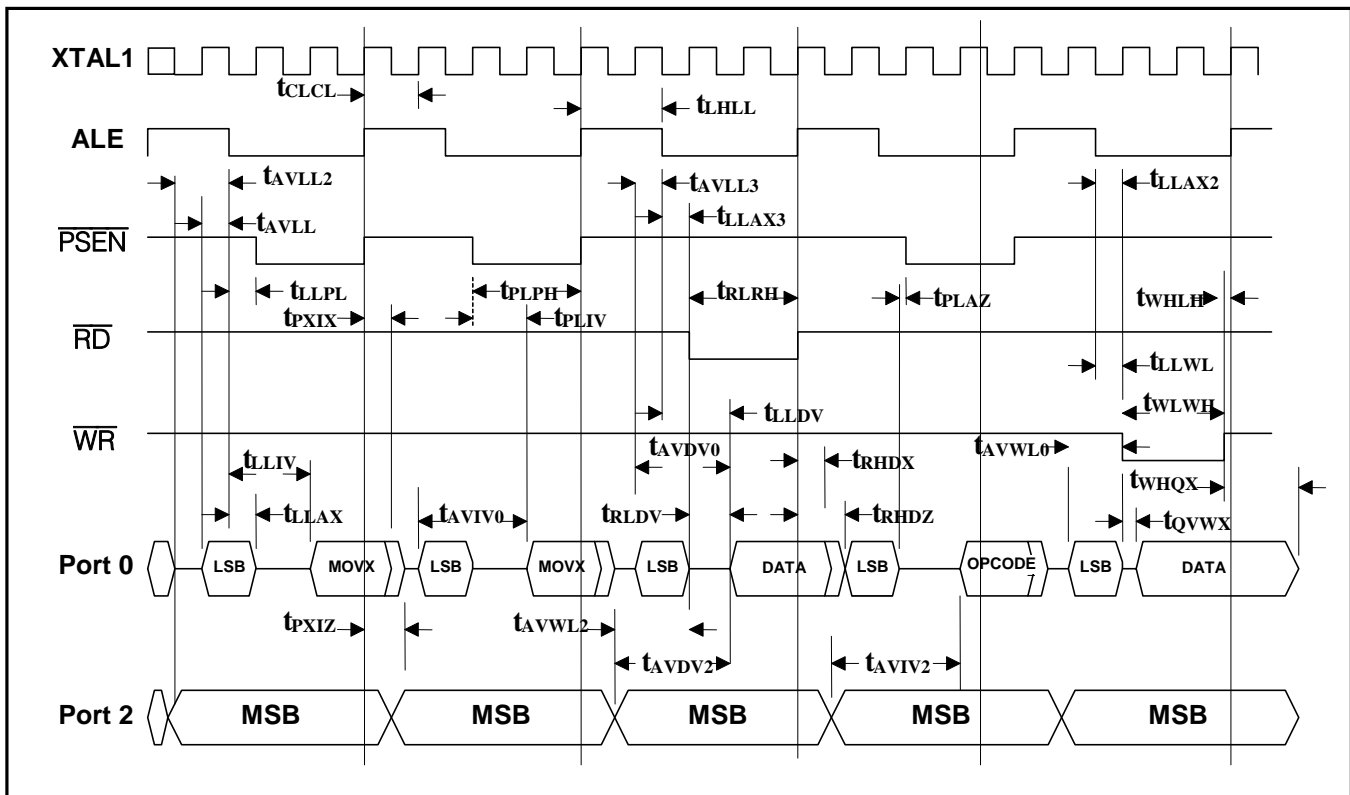 XTAL1
tCLCL
tLHLL
ALE
tAVLL2 tAVLL3 tLLAX2
tAVLL tLLAX3
PSEN
tLLPL tPLPH tRLRH tPLAZ tWHLH
tPXIX tPLIV
RD
tLLWL
tLLDV tWLWH
WR
tLLIV tAVDV0 tRHDX tAVWL0
tWHQX
tLLAX tAVIV0 tRLDV tRHDZ tQVWX
Port 0 LSB MOVX LSB MOVX LSB DATA LSB OPCODE LSB DATA
tPXIZ tAVWL2
tAVDV2 tAVIV2
Port 2 MSB MSB MSB MSB MSB